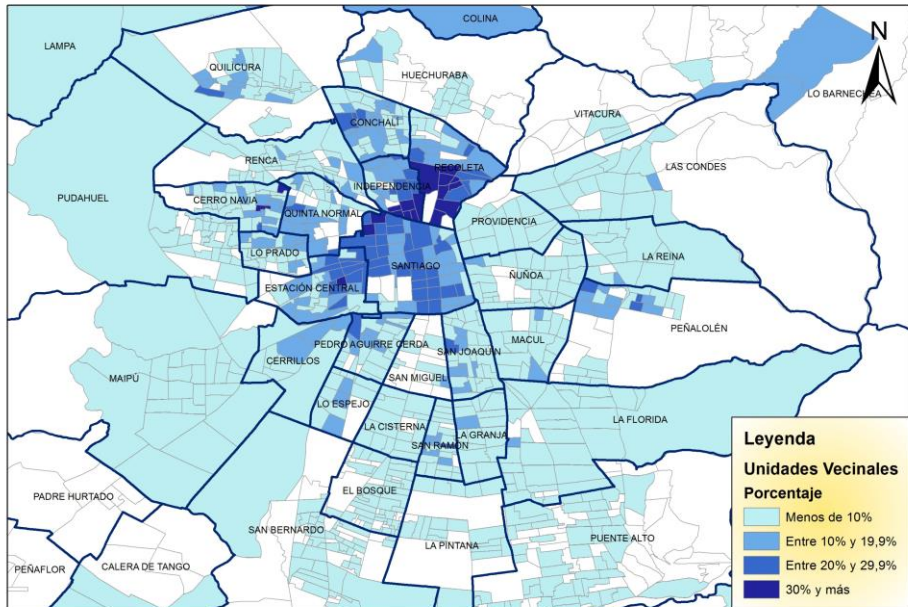 COLINA
LAMPA
N
QUILICURA
HUECHURABA
LO BARNECHEA
VITACURA
CONCHALÍ
RENCA
RECOLETA
LAS CONDES
INDEPENDENCIA
PUDAHUEL
CERRO NAVIA
QUINTA NORMAL
PROVIDENCIA
LO PRADO
LA REINA
SANTIAGO
ÑUÑOA
ESTACIÓN CENTRAL
PEÑALOLÉN
PEDRO AGUIRRE CERDA
MACUL
SAN JOAQUÍN
CERRILLOS
MAIPÚ
SAN MIGUEL
LO ESPEJO
LA FLORIDA
LA CISTERNA
LA GRANJA
SAN RAMÓN
EL BOSQUE
PADRE HURTADO
SAN BERNARDO
PUENTE ALTO
LA PINTANA
PEÑAFLOR
CALERA DE TANGO
Leyenda
Unidades Vecinales
Porcentaje
Menos de 10%
Entre 10% y 19,9%
Entre 20% y 29,9%
30% y más